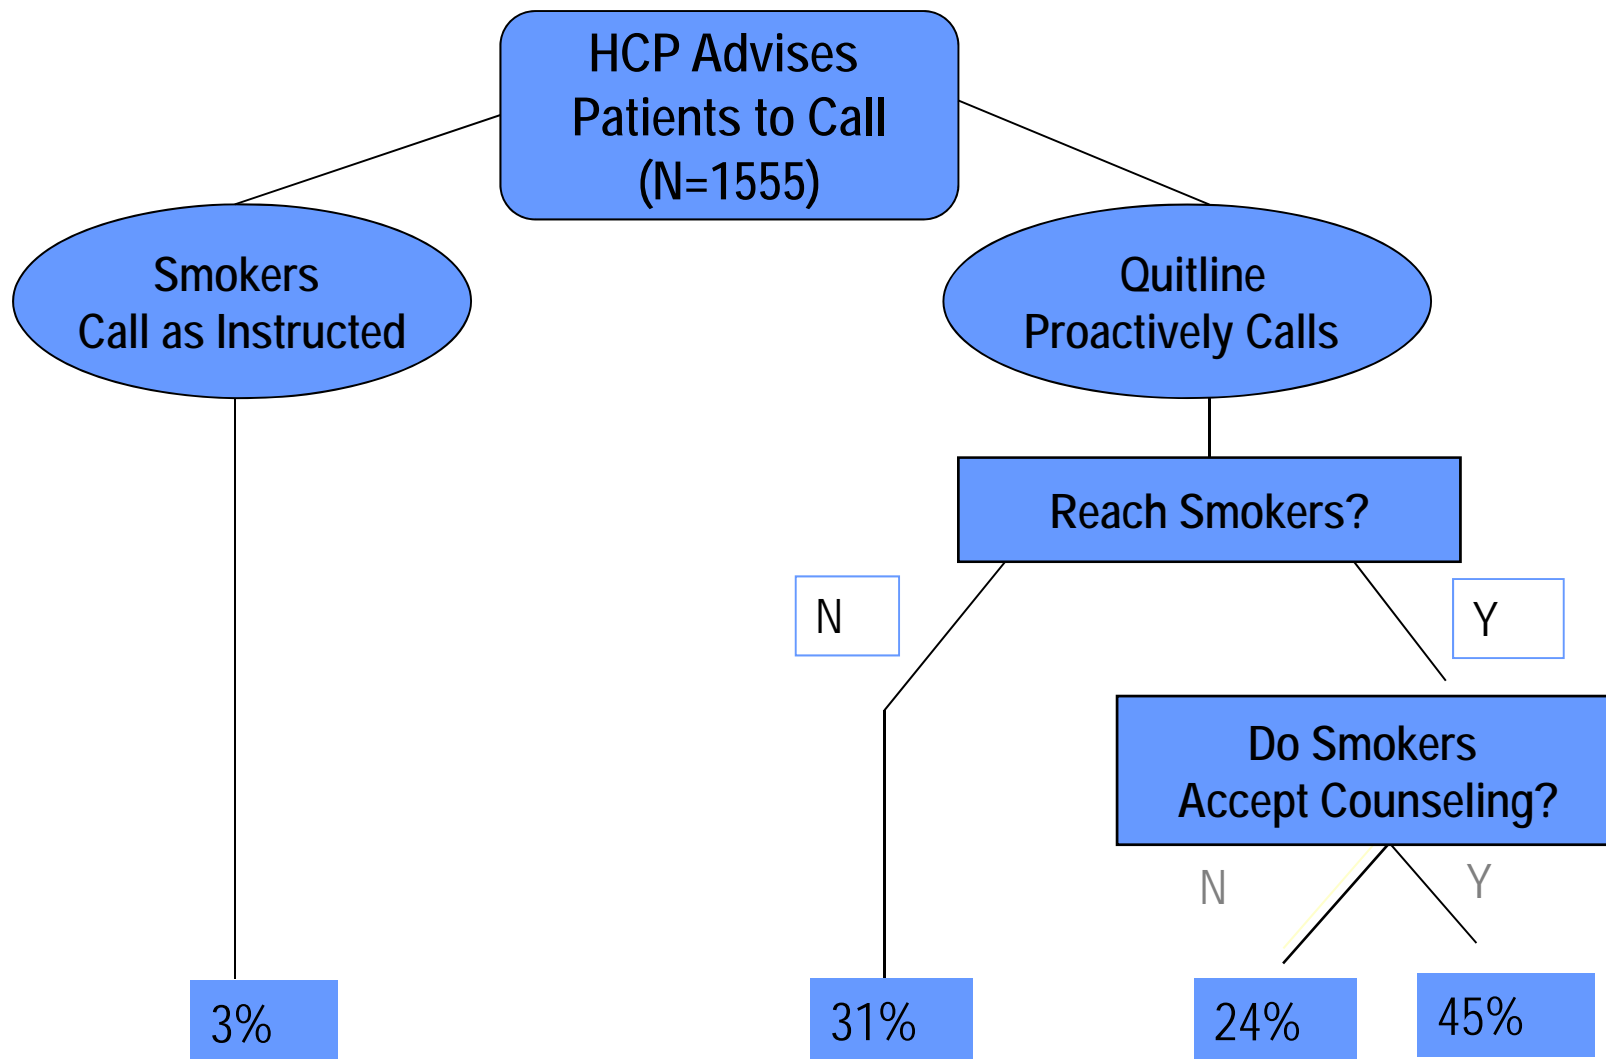 HCP Advises
Patients to Call
(N=1555)
Smokers
Call as Instructed
Quitline
Proactively Calls
Reach Smokers?
N
Y
Do Smokers
Accept Counseling?
N
Y
3%
31%
24%
45%